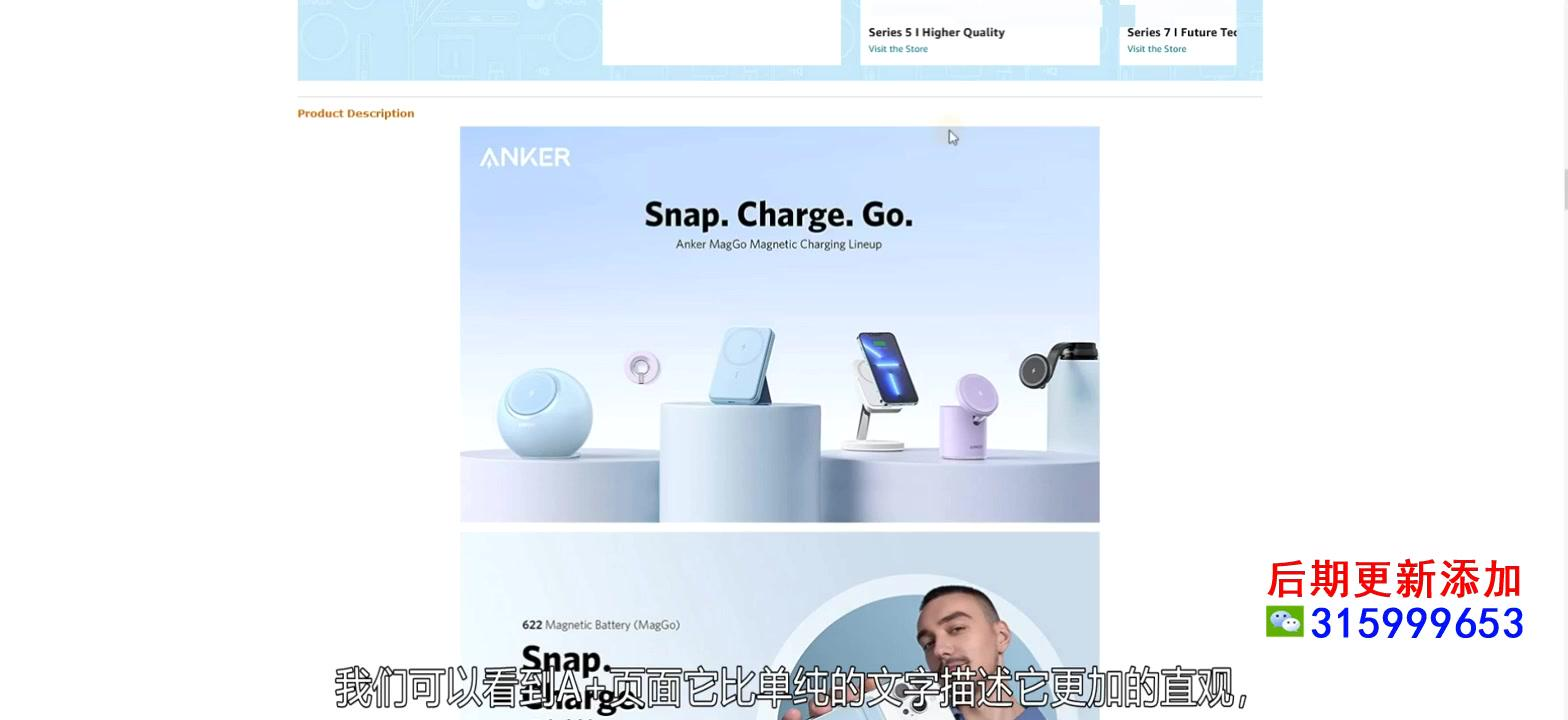 Series 5 I Higher Quality
Visit the Store
Series 7 I Future Tec
Visit the Store
Product Description
ANKER
Snap. Charge. Go.
Anker MagGo Magnetic Charging Lineup
后期更新添加
315999653
622 Magnetic Battery (MagGo)
Snap.
Charge.
我们可以看到A+页面它比单纯的文字描述它更加的直观，